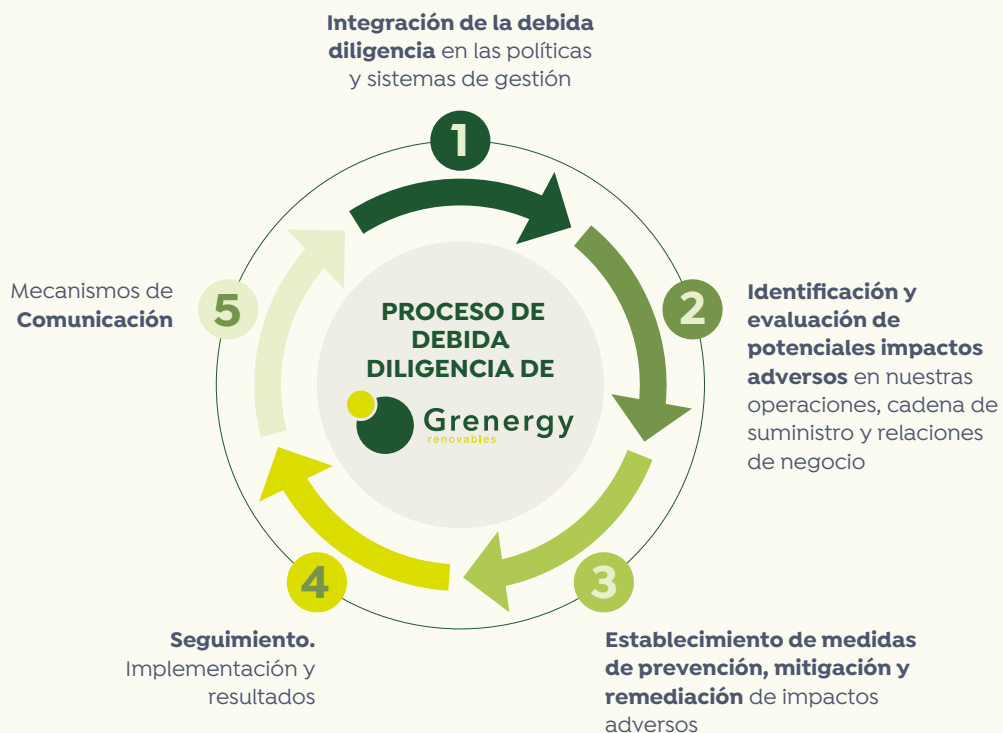 Integración de la debida
diligencia en las políticas
y sistemas de gestión
1
2
Identificación y
evaluación de
potenciales impactos
adversos en nuestras
operaciones, cadena de
suministro y relaciones
de negocio
3
Establecimiento de medidas
de prevención, mitigación y
remediación de impactos
adversos
4
Seguimiento.
Implementación y
resultados
5
Mecanismos de
Comunicación
PROCESO DE
DEBIDA
DILIGENCIA DE
Grenergy
renovables